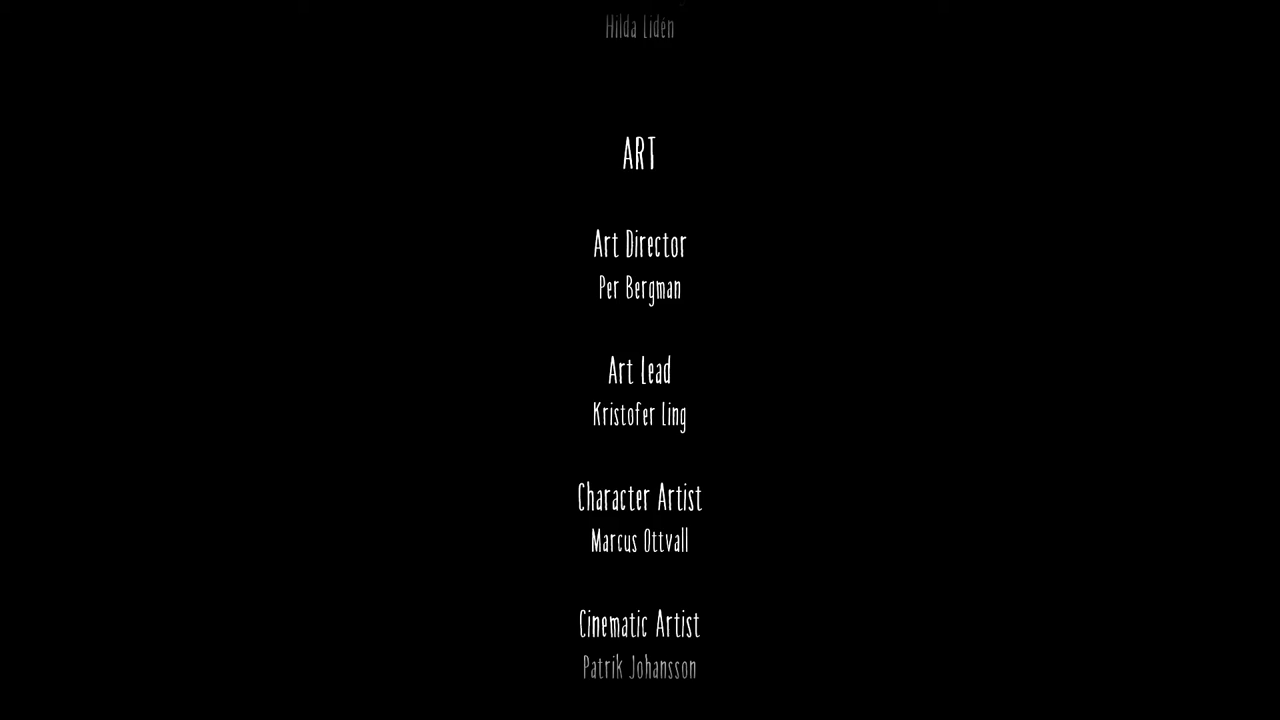 Hilda Lidén
ART
Art Director
Per Bergman
Art Lead
Kristofer Ling
Character Artist
Marcus Ottvall
Cinematic Artist
Patrik Johansson